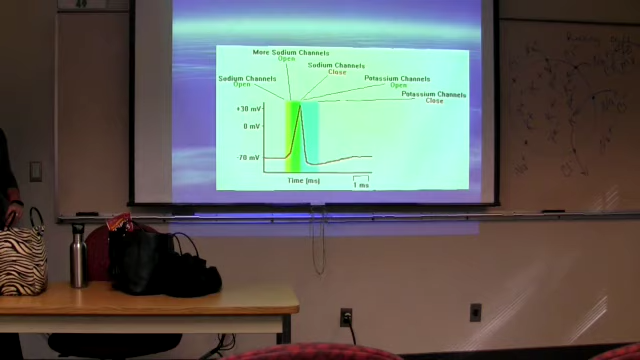 More Sodium Channels
Open
Sodium Channels
Close
Sodium Channels
Open
Potassium Channels
Open
Potassium Channels
Close
+30 mV
0 mV
-70 mV
Time (ms)
1 ms